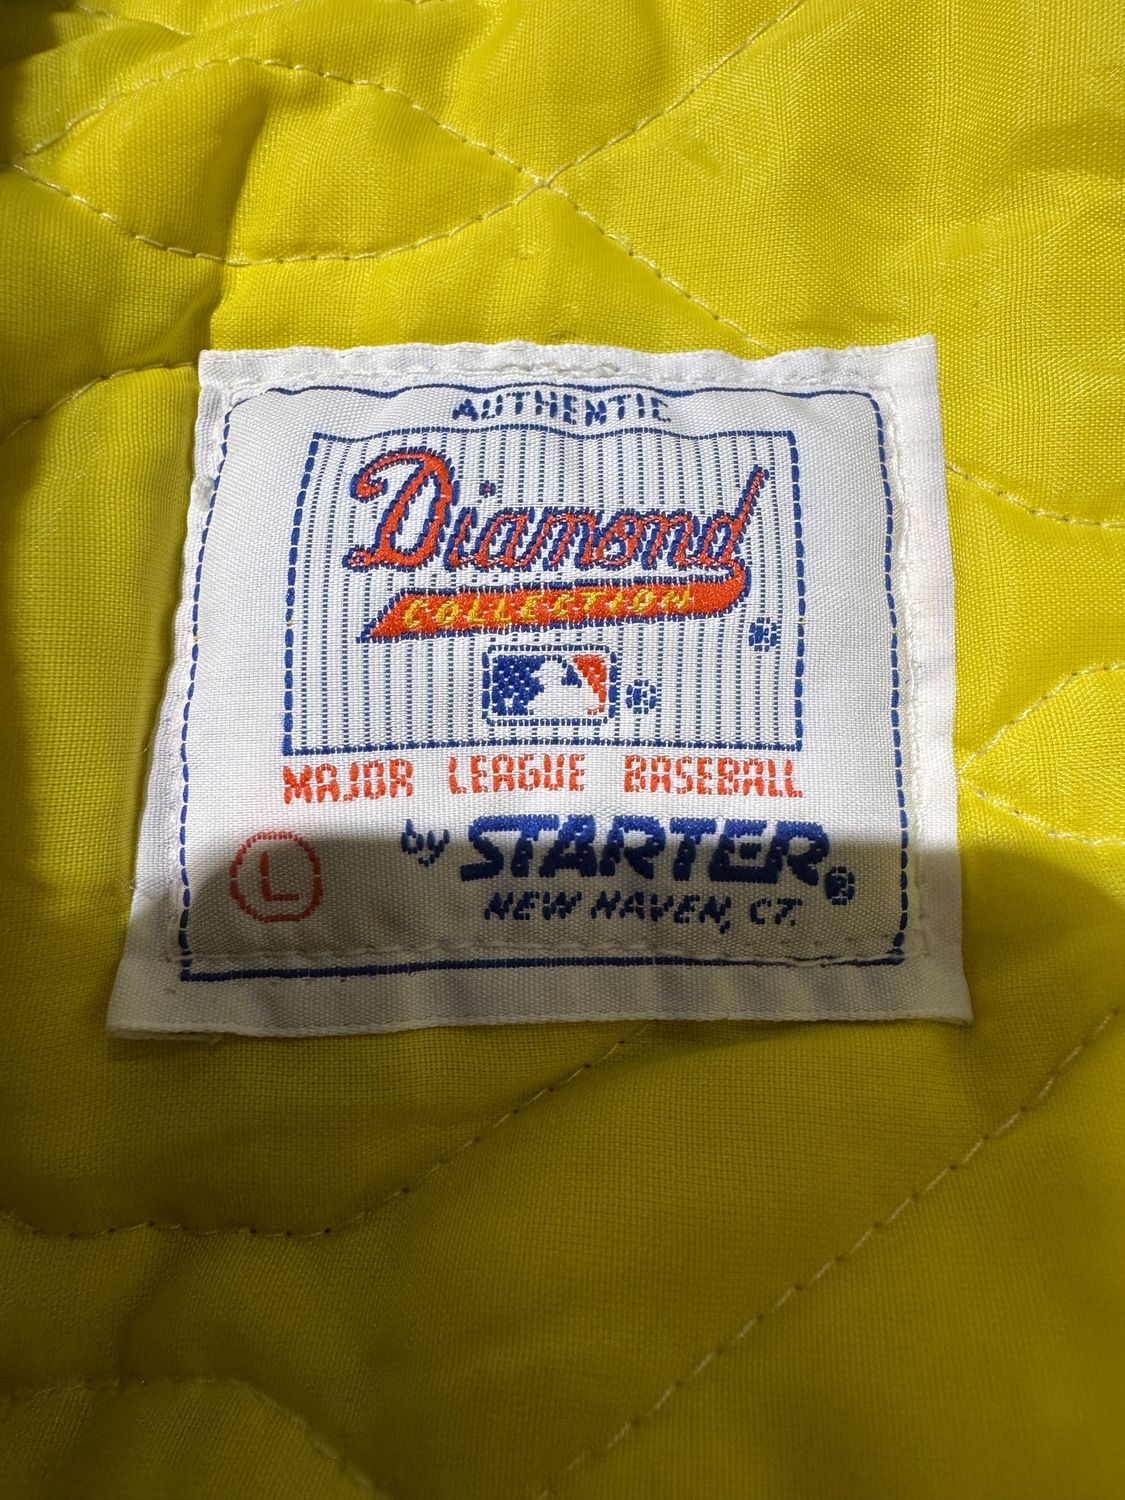 AUTHENTIC
Diamond
COLLECTION ®
®
MAJOR LEAGUE BASEBALL
L
by STARTER®
NEW HAVEN, CT.